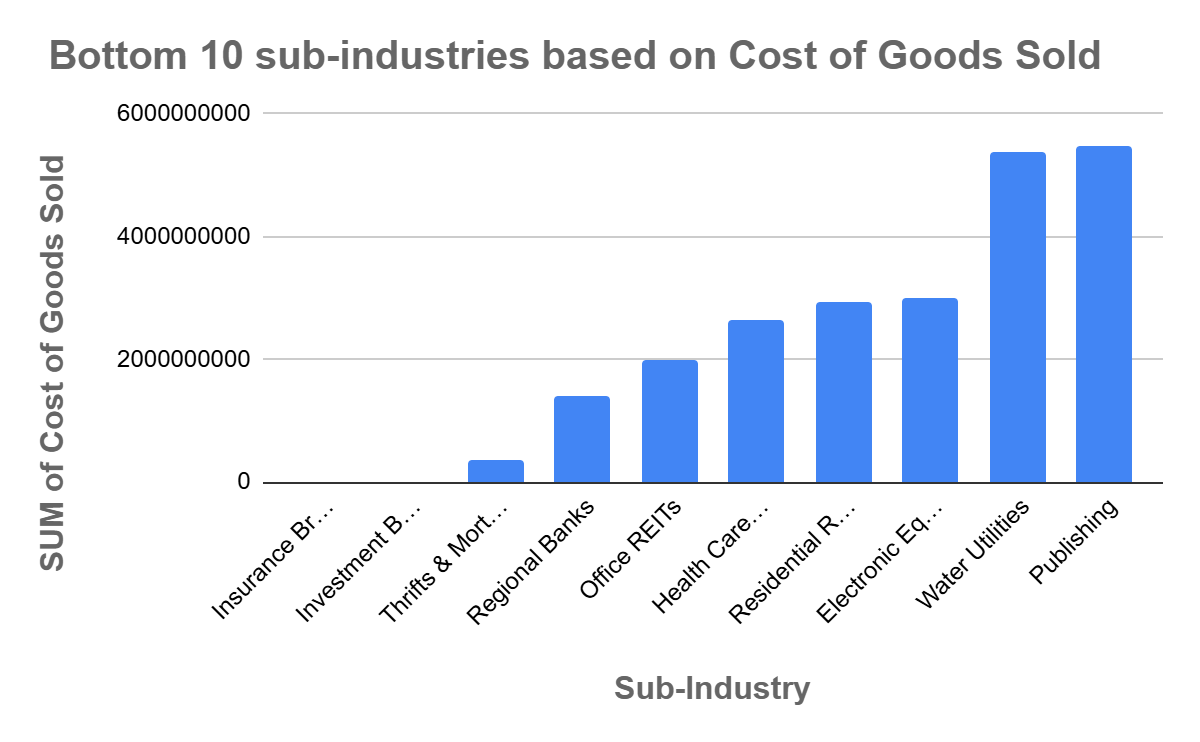 Bottom 10 sub-industries based on Cost of Goods Sold
SUM of Cost of Goods Sold
6000000000
4000000000
2000000000
0
Insurance Br…
Investment B…
Thrifts & Mort…
Regional Banks
Office REITs
Health Care…
Residential R…
Electronic Eq…
Water Utilities
Publishing
Sub-Industry